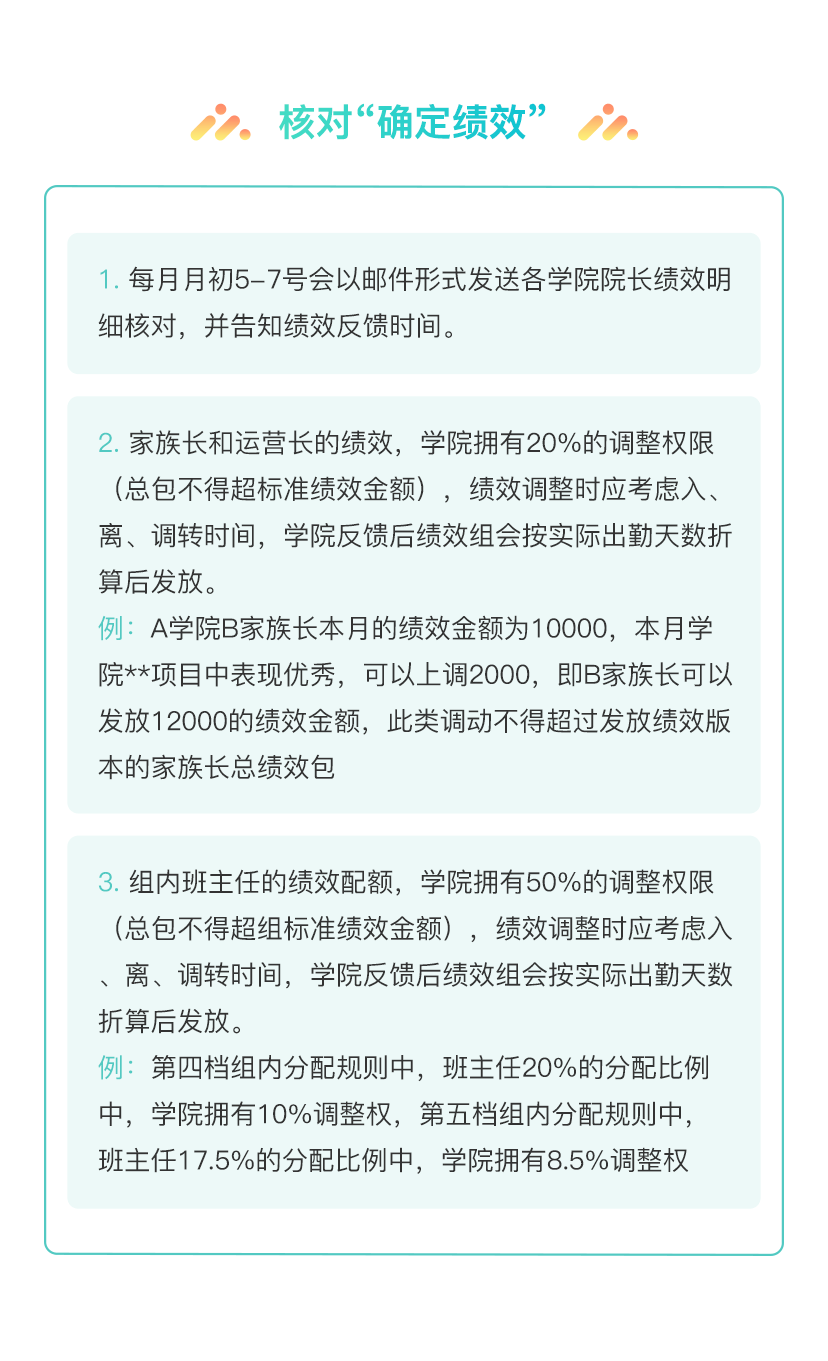 核对“确定绩效”
1. 每月月初5-7号会以邮件形式发送各学院院长绩效明
细核对，并告知绩效反馈时间。
2. 家族长和运营长的绩效，学院拥有20%的调整权限
（总包不得超标准绩效金额），绩效调整时应考虑入、
离、调转时间，学院反馈后绩效组会按实际出勤天数折
算后发放。
例：A学院B家族长本月的绩效金额为10000，本月学
院**项目中表现优秀，可以上调2000，即B家族长可以
发放12000的绩效金额，此类调动不得超过发放绩效版
本的家族长总绩效包
3. 组内班主任的绩效配额，学院拥有50%的调整权限
（总包不得超组标准绩效金额），绩效调整时应考虑入
、离、调转时间，学院反馈后绩效组会按实际出勤天数
折算后发放。
例：第四档组内分配规则中，班主任20%的分配比例
中，学院拥有10%调整权，第五档组内分配规则中，
班主任17.5%的分配比例中，学院拥有8.5%调整权